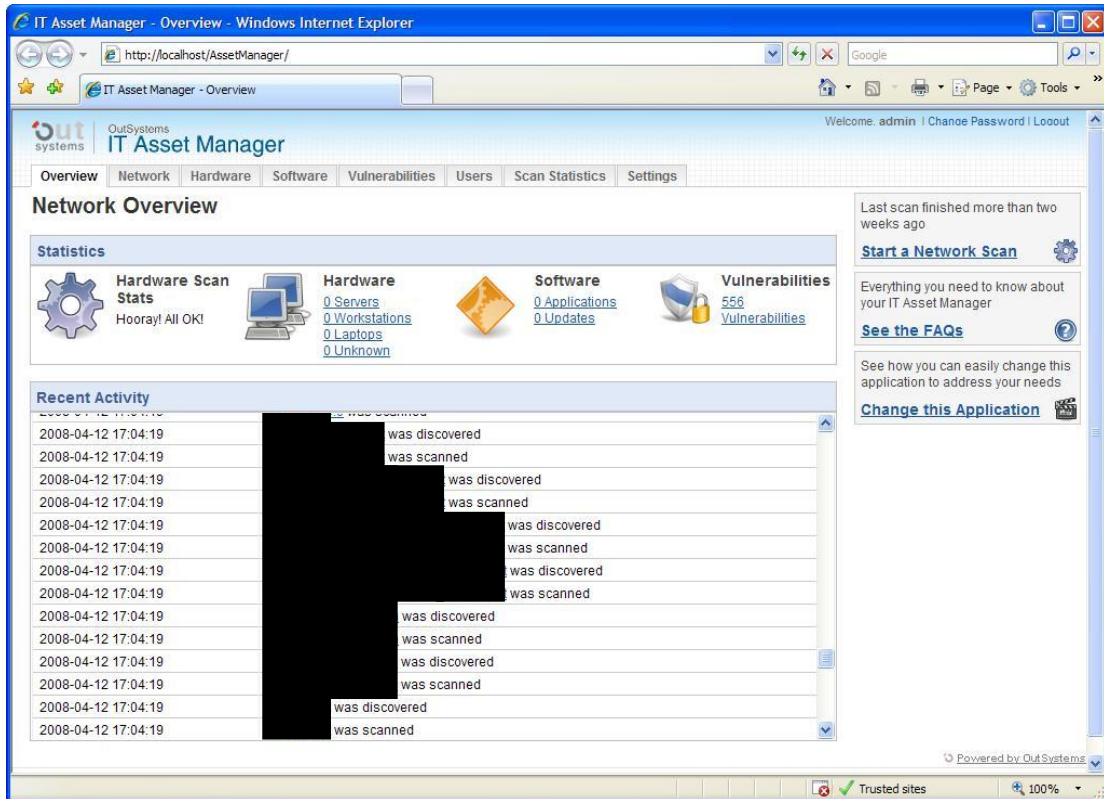 IT Asset Manager - Overview - Windows Internet Explorer
http://localhost/AssetManager/
Google
IT Asset Manager - Overview
Page
Tools
Welcome, admin | Change Password | Logout
Out systems
OutSystems
IT Asset Manager
Overview Network Hardware Software Vulnerabilities Users Scan Statistics Settings
Network Overview
Statistics
Hardware Scan Stats
Hooray! All OK!
Hardware
0 Servers
0 Workstations
0 Laptops
0 Unknown
Software
0 Applications
0 Updates
Vulnerabilities
556
Vulnerabilities
Recent Activity
was scanned
2008-04-12 17:04:19 was discovered
2008-04-12 17:04:19 was scanned
2008-04-12 17:04:19 was discovered
2008-04-12 17:04:19 was scanned
2008-04-12 17:04:19 was discovered
2008-04-12 17:04:19 was scanned
2008-04-12 17:04:19 was discovered
2008-04-12 17:04:19 was scanned
2008-04-12 17:04:19 was discovered
2008-04-12 17:04:19 was scanned
2008-04-12 17:04:19 was discovered
2008-04-12 17:04:19 was scanned
2008-04-12 17:04:19 was discovered
2008-04-12 17:04:19 was scanned
Last scan finished more than two
weeks ago
Start a Network Scan
Everything you need to know about
your IT Asset Manager
See the FAQs
See how you can easily change this
application to address your needs
Change this Application
Powered by OutSystems
Trusted sites
100%